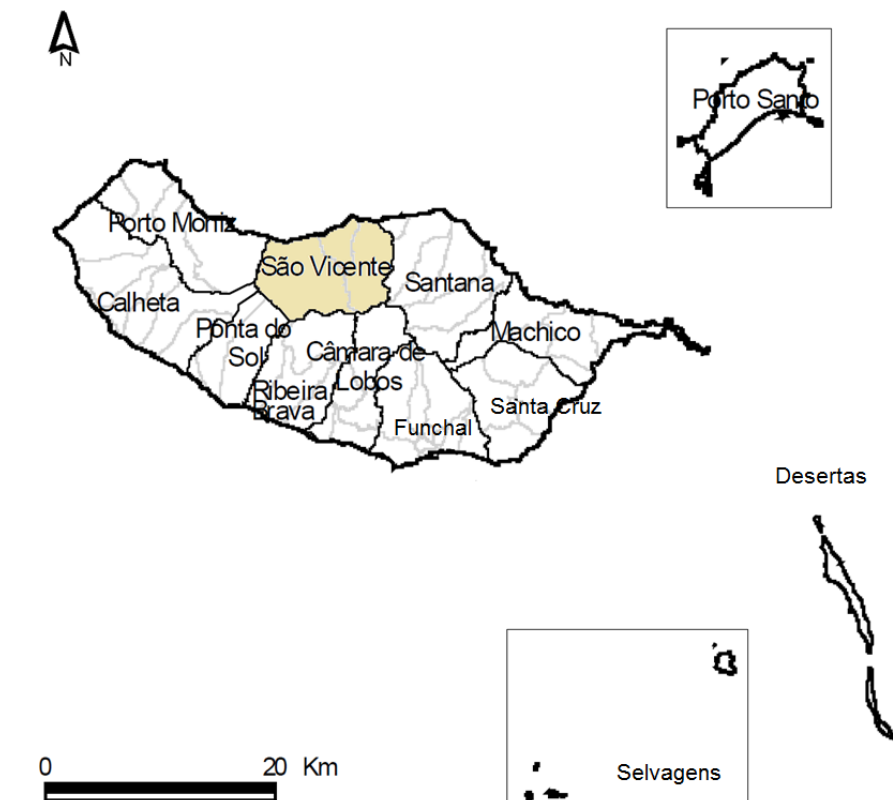 N
Porto Santo
Porto Moniz
São Vicente
Santana
Calheta
Ponta do
Sol
Machico
Câmara de
Lobos
Ribeira
Brava
Santa Cruz
Funchal
Desertas
Selvagens
0 20 Km